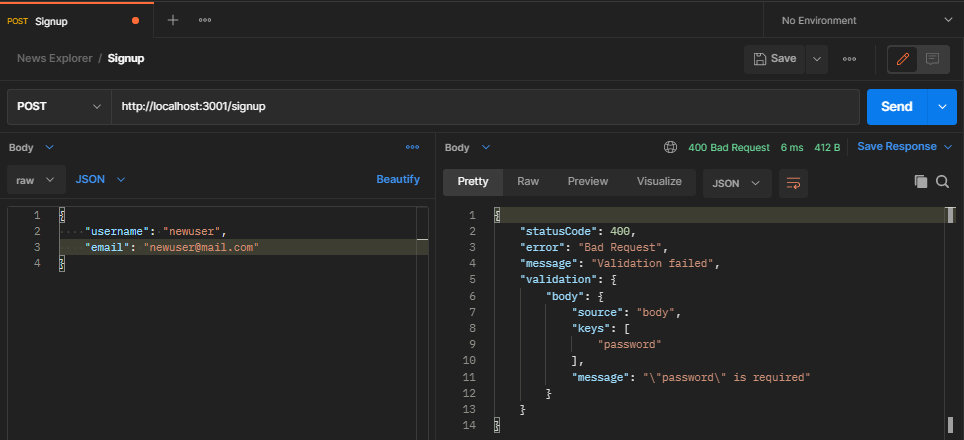 POST Signup
No Environment
News Explorer / Signup
Save
POST http://localhost:3001/signup
Send
Body
raw JSON
Beautify
1 {
2 "username": "newuser",
3 "email": "newuser@mail.com"
4 }
Body
400 Bad Request 6 ms 412 B Save Response
Pretty Raw Preview Visualize JSON
1 {
2 "statusCode": 400,
3 "error": "Bad Request",
4 "message": "Validation failed",
5 "validation": {
6 "body": {
7 "source": "body",
8 "keys": [
9 "password"
10 ],
11 "message": "\"password\" is required"
12 }
13 }
14 }